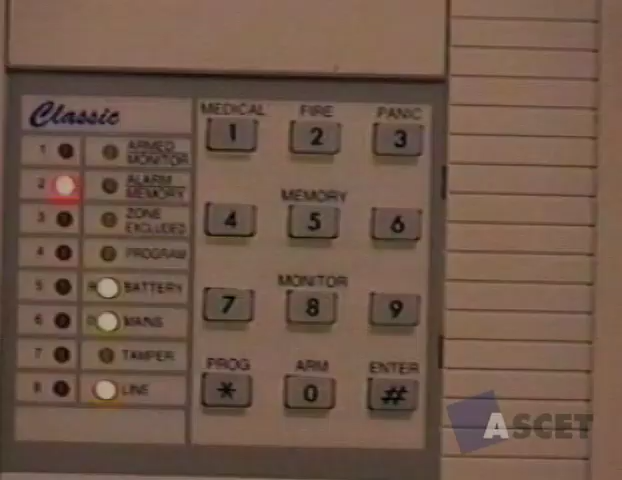 Classic
MEDICAL FIRE PANIC
1 2 3
1 ARMED
MONITOR
2 ALARM
MEMORY
MEMORY
3 ZONE
EXCLUDED
4 5 6
4 PROGRAM
MONITOR
5 BATTERY
7 8 9
6 MAINS
7 TAMPER
PROG ARM ENTER
8 LINE
* 0 #
ASCET